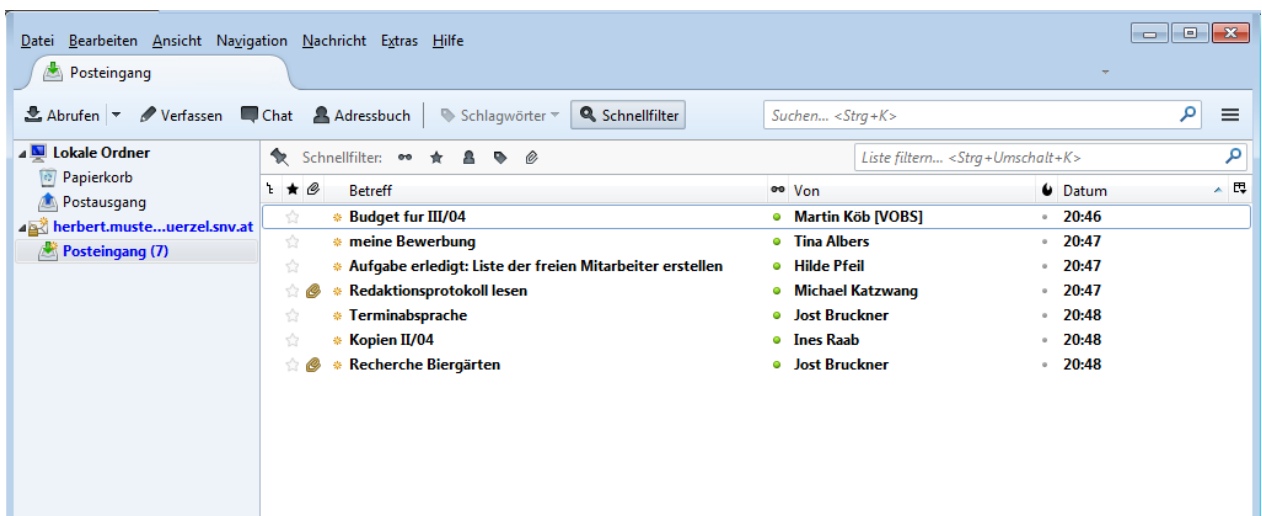 Datei Bearbeiten Ansicht Navigation Nachricht Extras Hilfe
Posteingang
Abrufen Verfassen Chat Adressbuch Schlagwörter Schnellfilter Suchen... <Strg+K>
Lokale Ordner
Papierkorb
Postausgang
herbert.muste...uerzel.snv.at
Posteingang (7)
Schnellfilter: Liste filtern... <Strg+Umschalt+K>
Betreff Von Datum
Budget fur III/04 Martin Köb [VOBS] 20:46
meine Bewerbung Tina Albers 20:47
Aufgabe erledigt: Liste der freien Mitarbeiter erstellen Hilde Pfeil 20:47
Redaktionsprotokoll lesen Michael Katzwang 20:47
Terminabsprache Jost Bruckner 20:48
Kopien II/04 Ines Raab 20:48
Recherche Biergärten Jost Bruckner 20:48